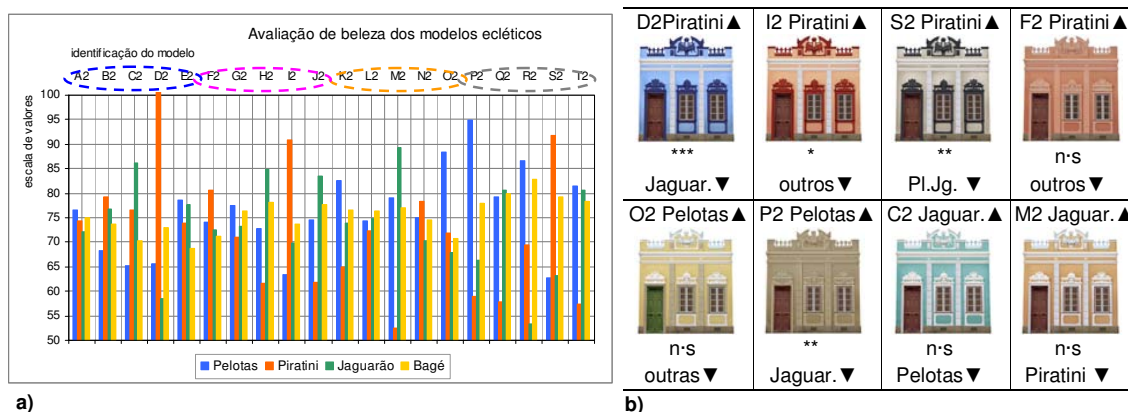 Avaliação de beleza dos modelos ecléticos
identificação do modelo
A2 B2 C2 D2 E2 F2 G2 H2 I2 J2 K2 L2 M2 N2 O2 P2 Q2 R2 S2 T2
escala de valores
100
95
90
85
80
75
70
65
60
55
50
Pelotas Piratini Jaguarão Bagé
a)
D2Piratini▲ I2 Piratini▲ S2 Piratini▲ F2 Piratini▲
*** * ** n·s
Jaguar.▼ outros▼ Pl.Jg. ▼ outros▼
O2 Pelotas▲ P2 Pelotas▲ C2 Jaguar.▲ M2 Jaguar.▲
n·s ** n·s n·s
outras▼ Jaguar.▼ Pelotas▼ Piratini ▼
b)